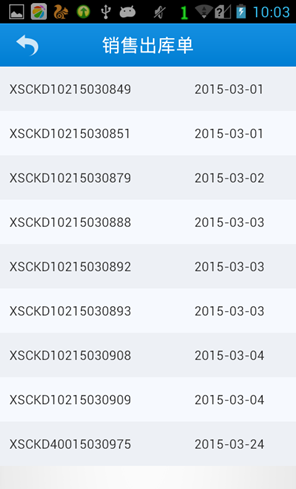 1 10:03
销售出库单
XSCKD10215030849 2015-03-01
XSCKD10215030851 2015-03-01
XSCKD10215030879 2015-03-02
XSCKD10215030888 2015-03-03
XSCKD10215030892 2015-03-03
XSCKD10215030893 2015-03-03
XSCKD10215030908 2015-03-04
XSCKD10215030909 2015-03-04
XSCKD40015030975 2015-03-24